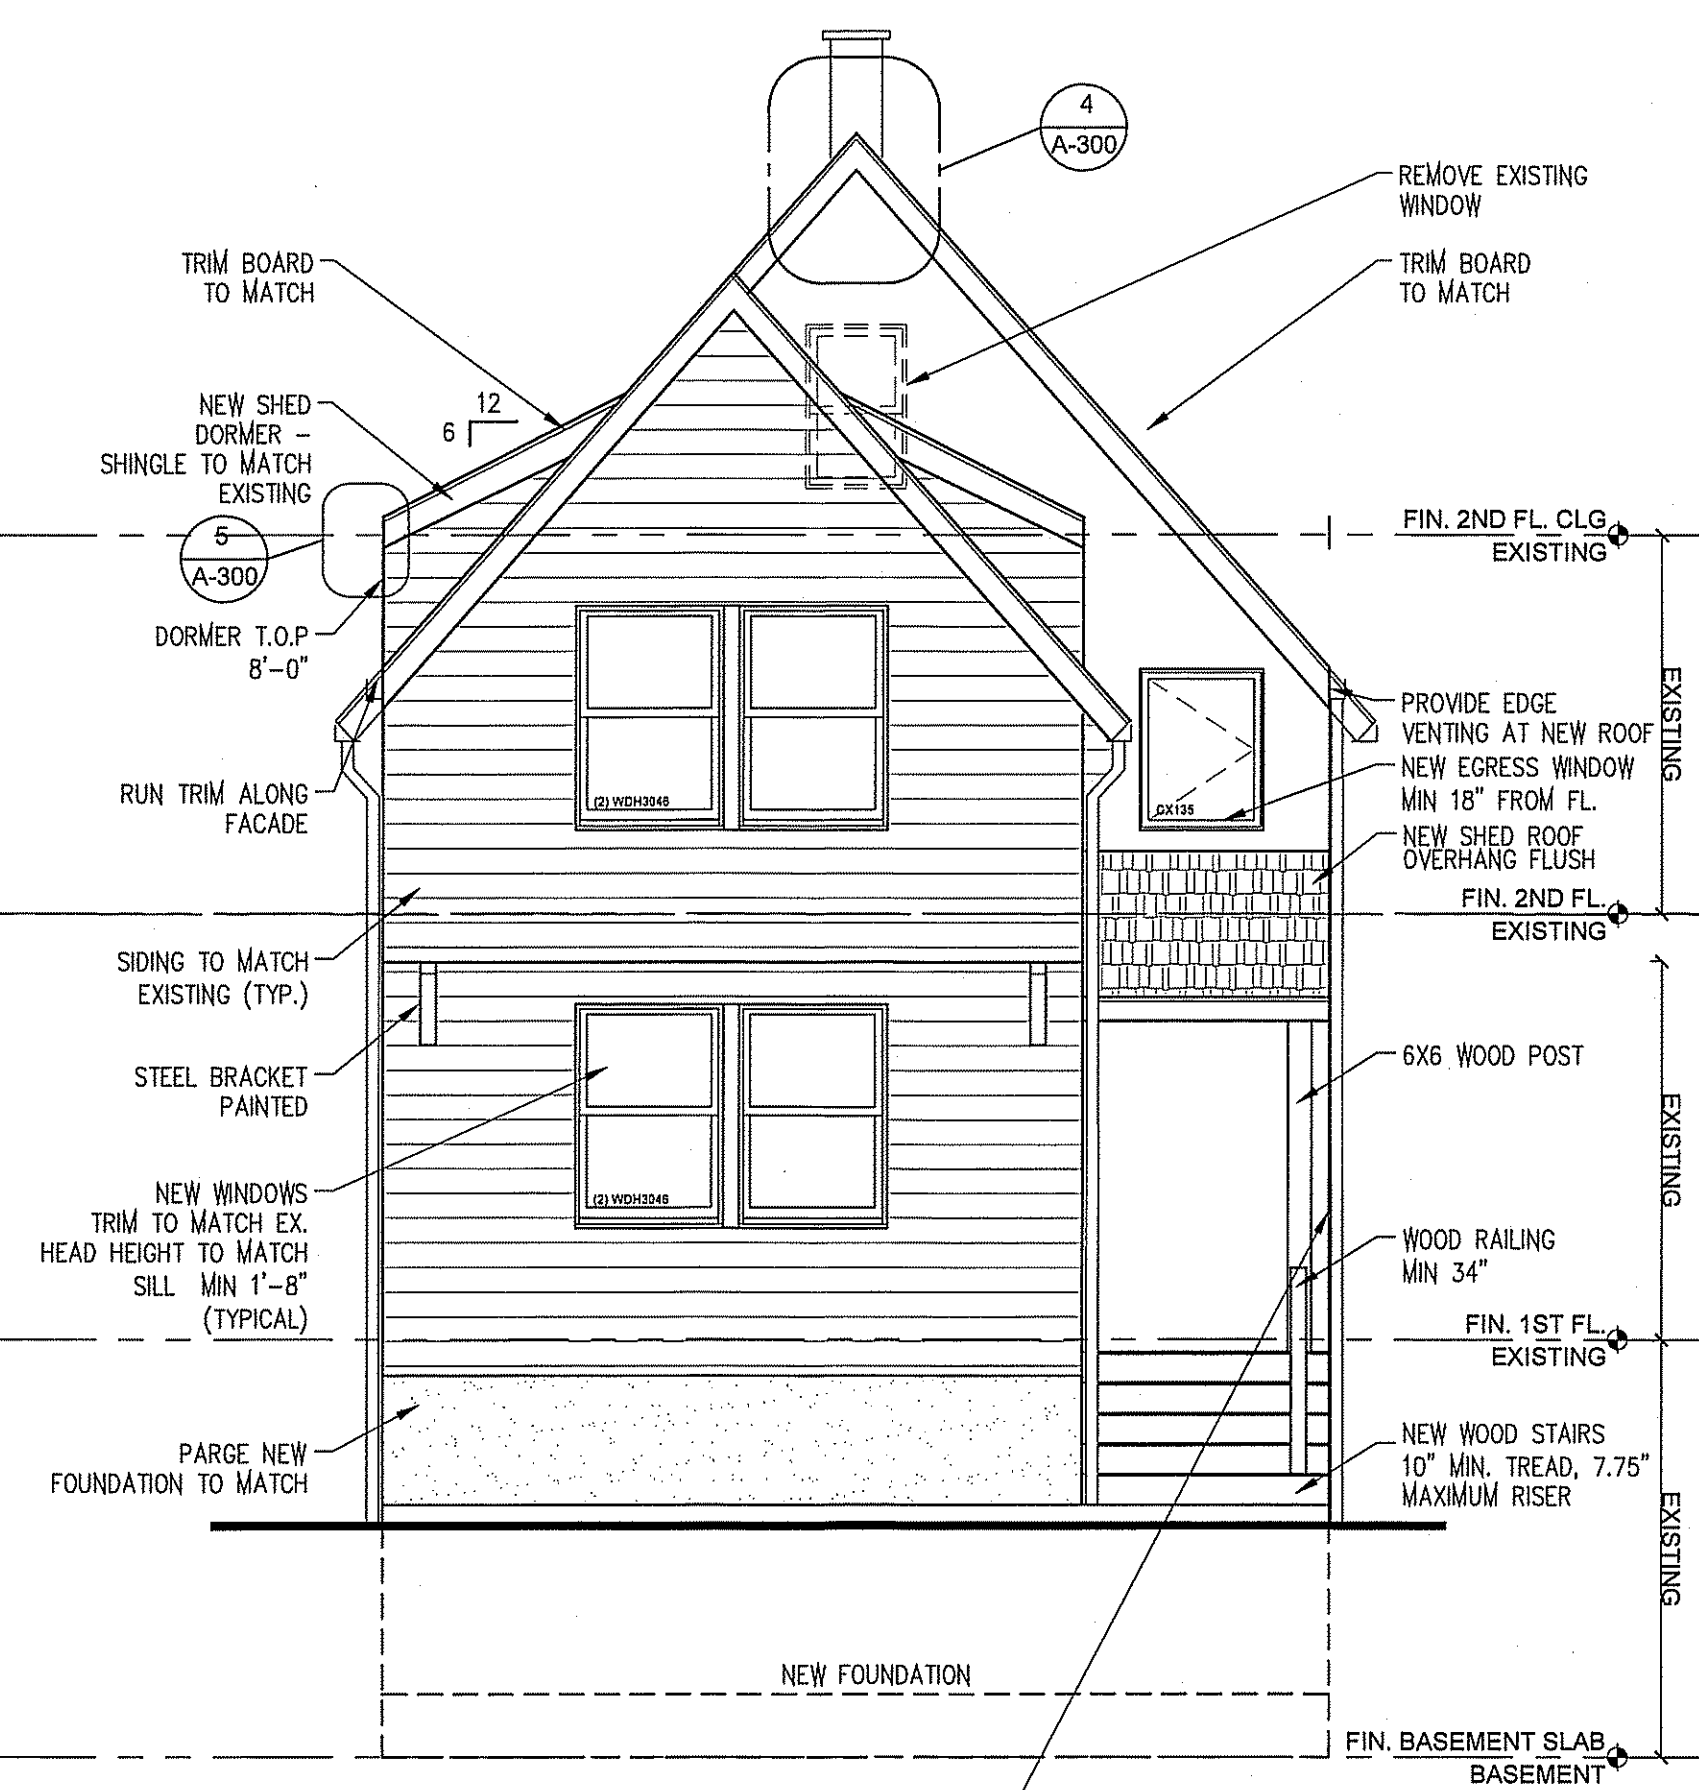 4
A-300
REMOVE EXISTING
WINDOW
TRIM BOARD
TO MATCH
TRIM BOARD
TO MATCH
NEW SHED
DORMER –
SHINGLE TO MATCH
EXISTING
12
6
5
A-300
FIN. 2ND FL. CLG
EXISTING
DORMER T.O.P
8'-0"
EXISTING
PROVIDE EDGE
VENTING AT NEW ROOF
NEW EGRESS WINDOW
MIN 18" FROM FL.
RUN TRIM ALONG
FACADE
(2) WDH3046
CX135
NEW SHED ROOF
OVERHANG FLUSH
FIN. 2ND FL.
EXISTING
SIDING TO MATCH
EXISTING (TYP.)
STEEL BRACKET
PAINTED
6X6 WOOD POST
EXISTING
NEW WINDOWS
TRIM TO MATCH EX.
HEAD HEIGHT TO MATCH
SILL MIN 1'-8"
(TYPICAL)
(2) WDH3046
WOOD RAILING
MIN 34"
FIN. 1ST FL.
EXISTING
PARGE NEW
FOUNDATION TO MATCH
NEW WOOD STAIRS
10" MIN. TREAD, 7.75"
MAXIMUM RISER
EXISTING
NEW FOUNDATION
FIN. BASEMENT SLAB
BASEMENT